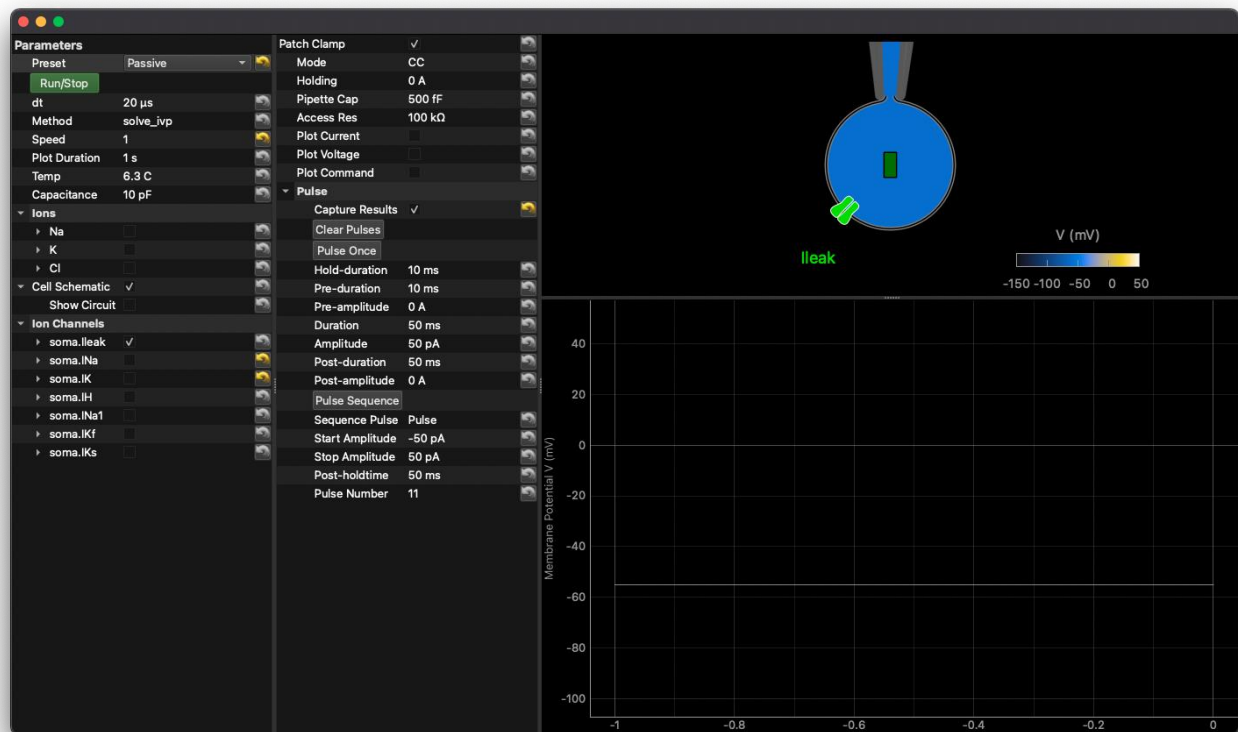 Parameters
Preset Passive
Run/Stop
dt 20 µs
Method solve_ivp
Speed 1
Plot Duration 1 s
Temp 6.3 C
Capacitance 10 pF
Ions
Na
K
Cl
Cell Schematic ✓
Show Circuit
Ion Channels
soma.Ileak ✓
soma.INa
soma.IK
soma.IH
soma.INa1
soma.IKf
soma.IKs
Patch Clamp ✓
Mode CC
Holding 0 A
Pipette Cap 500 fF
Access Res 100 kΩ
Plot Current
Plot Voltage
Plot Command
Pulse
Capture Results ✓
Clear Pulses
Pulse Once
Hold-duration 10 ms
Pre-duration 10 ms
Pre-amplitude 0 A
Duration 50 ms
Amplitude 50 pA
Post-duration 50 ms
Post-amplitude 0 A
Pulse Sequence
Sequence Pulse Pulse
Start Amplitude -50 pA
Stop Amplitude 50 pA
Post-holdtime 50 ms
Pulse Number 11
Ileak
V (mV)
-150 -100 -50 0 50
Membrane Potential V (mV)
40
20
0
-20
-40
-60
-80
-100
-1 -0.8 -0.6 -0.4 -0.2 0